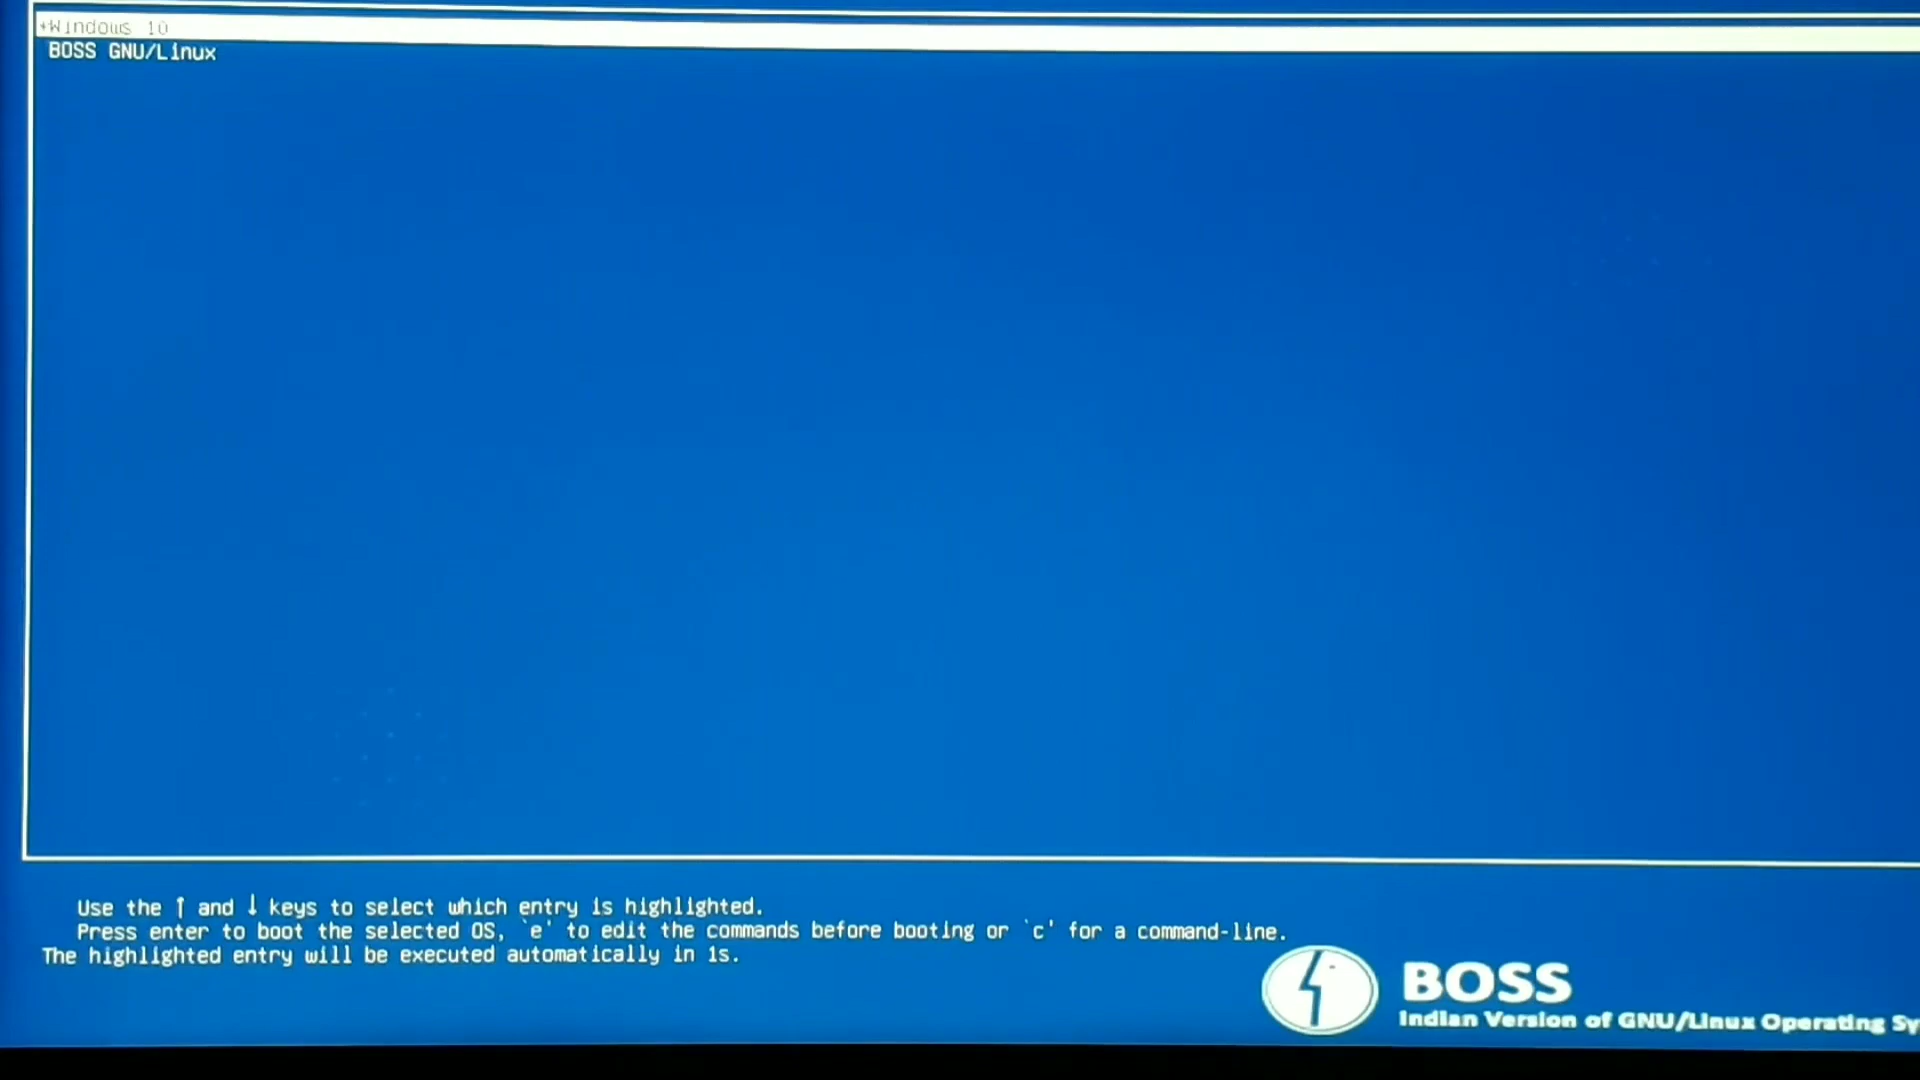 *Windows 10
BOSS GNU/Linux
Use the ↑ and ↓ keys to select which entry is highlighted.
Press enter to boot the selected OS, `e' to edit the commands before booting or `c' for a command-line.
The highlighted entry will be executed automatically in 1s.
BOSS
Indian Version of GNU/Linux Operating Sy